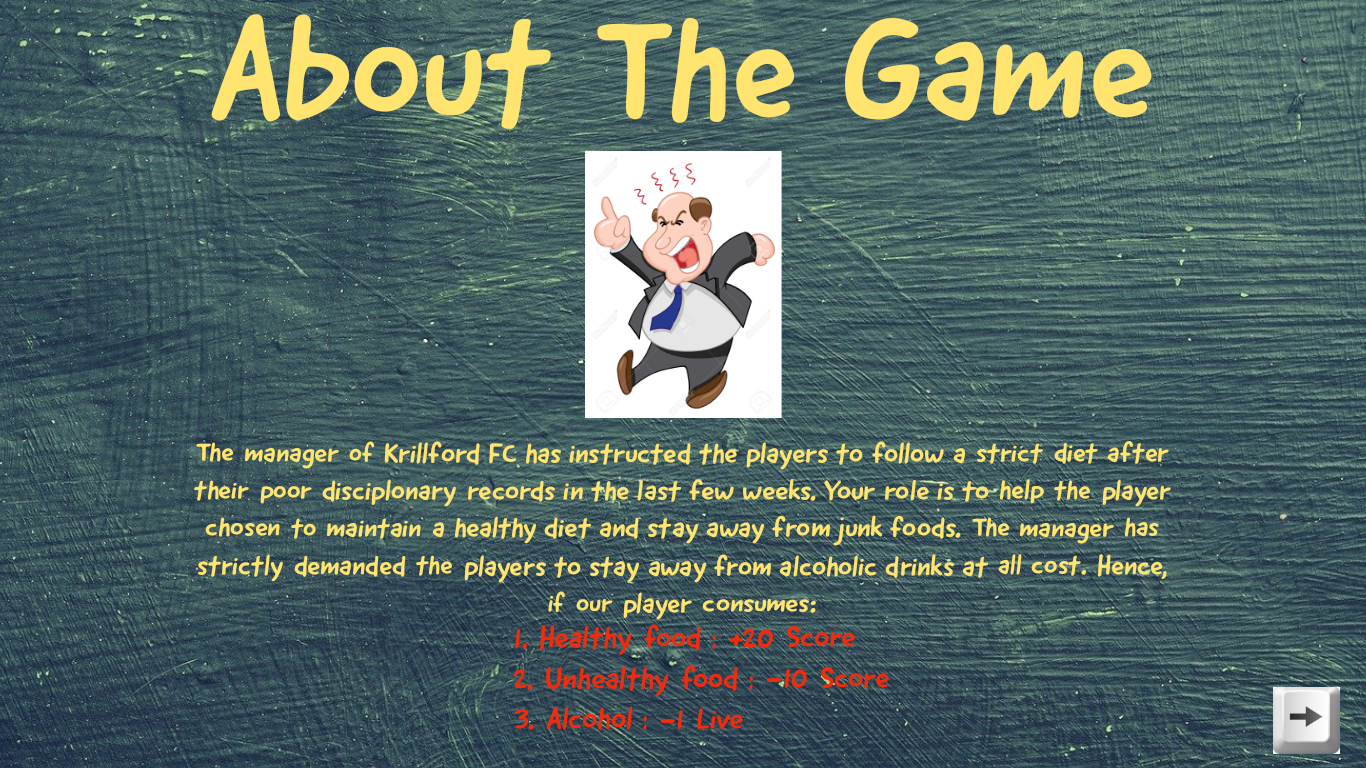 About The Game
The manager of Krillford FC has instructed the players to follow a strict diet after
their poor disciplonary records in the last few weeks. Your role is to help the player
chosen to maintain a healthy diet and stay away from junk foods. The manager has
strictly demanded the players to stay away from alcoholic drinks at all cost. Hence,
if our player consumes:
1. Healthy food : +20 Score
2. Unhealthy food : -10 Score
3. Alcohol : -1 Live